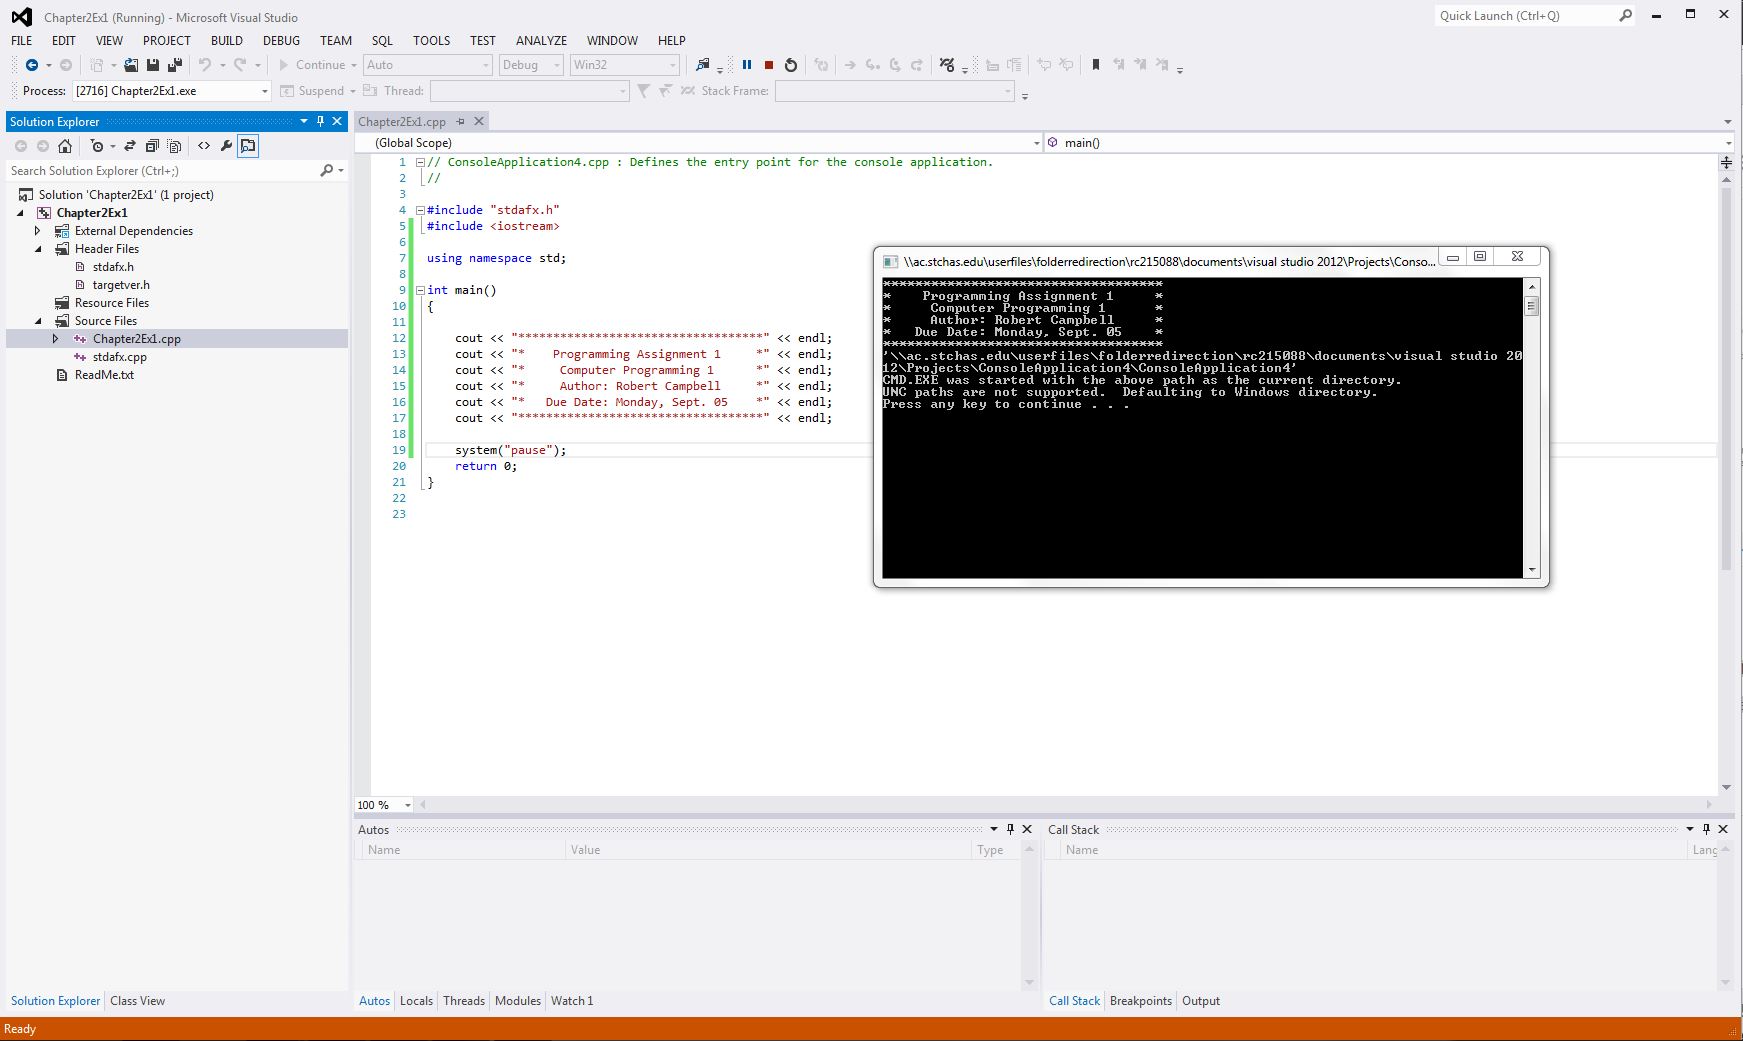 Chapter2Ex1 (Running) - Microsoft Visual Studio
Quick Launch (Ctrl+Q)
FILE EDIT VIEW PROJECT BUILD DEBUG TEAM SQL TOOLS TEST ANALYZE WINDOW HELP
Continue Auto Debug Win32
Process: [2716] Chapter2Ex1.exe Suspend Thread: Stack Frame:
Solution Explorer
Search Solution Explorer (Ctrl+;)
Solution 'Chapter2Ex1' (1 project)
Chapter2Ex1
External Dependencies
Header Files
stdafx.h
targetver.h
Resource Files
Source Files
Chapter2Ex1.cpp
stdafx.cpp
ReadMe.txt
Solution Explorer Class View
Chapter2Ex1.cpp
(Global Scope) main()
1 // ConsoleApplication4.cpp : Defines the entry point for the console application.
2 //
3
4 #include "stdafx.h"
5 #include <iostream>
6
7 using namespace std;
8
9 int main()
10 {
11
12 cout << "***********************************" << endl;
13 cout << "*    Programming Assignment 1     *" << endl;
14 cout << "*     Computer Programming 1      *" << endl;
15 cout << "*     Author: Robert Campbell     *" << endl;
16 cout << "*   Due Date: Monday, Sept. 05    *" << endl;
17 cout << "***********************************" << endl;
18
19 system("pause");
20 return 0;
21 }
22
23
\\ac.stchas.edu\userfiles\folderredirection\rc215088\documents\visual studio 2012\Projects\Conso...
***********************************
*    Programming Assignment 1     *
*     Computer Programming 1      *
*     Author: Robert Campbell     *
*   Due Date: Monday, Sept. 05    *
***********************************
'\\ac.stchas.edu\userfiles\folderredirection\rc215088\documents\visual studio 20
12\Projects\ConsoleApplication4\ConsoleApplication4'
CMD.EXE was started with the above path as the current directory.
UNC paths are not supported.  Defaulting to Windows directory.
Press any key to continue . . .
100 %
Autos
Name Value Type
Autos Locals Threads Modules Watch 1
Call Stack
Name Lang
Call Stack Breakpoints Output
Ready